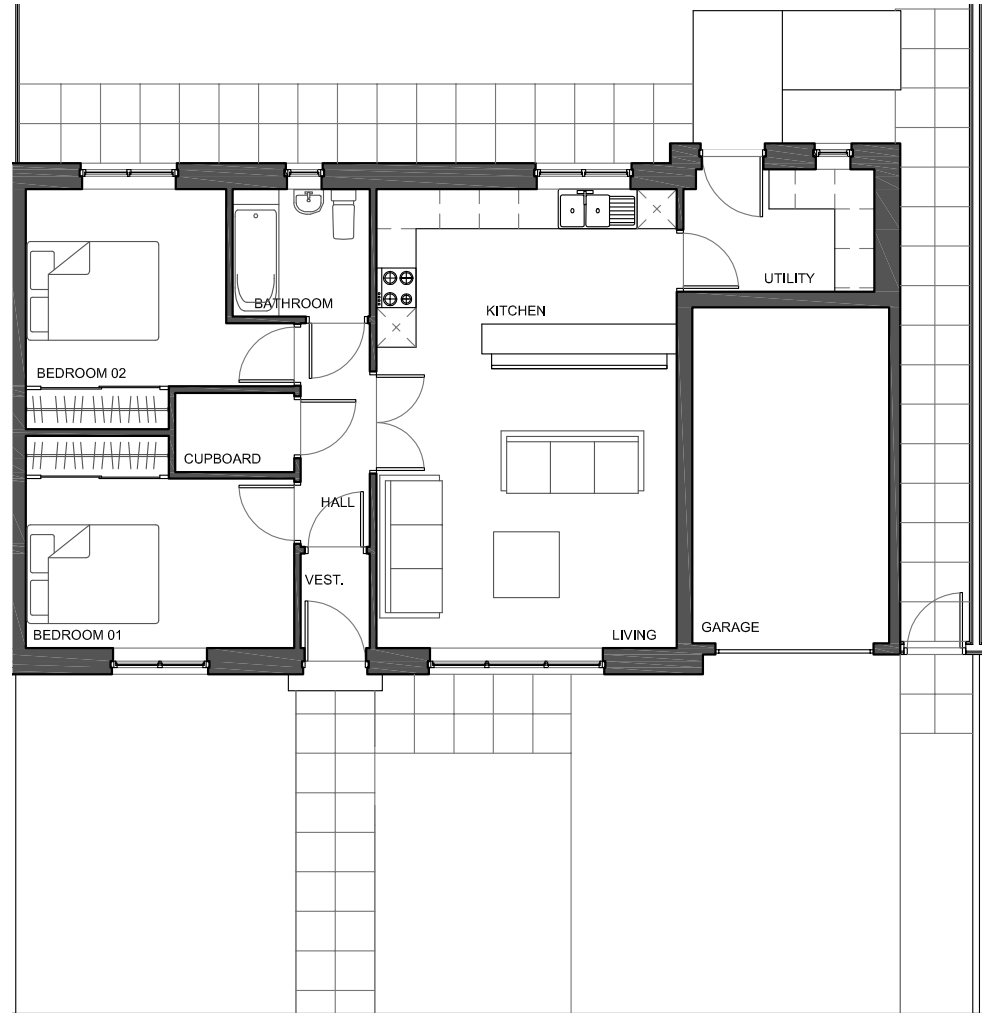 BATHROOM
UTILITY
KITCHEN
BEDROOM 02
CUPBOARD
HALL
VEST.
BEDROOM 01
LIVING
GARAGE